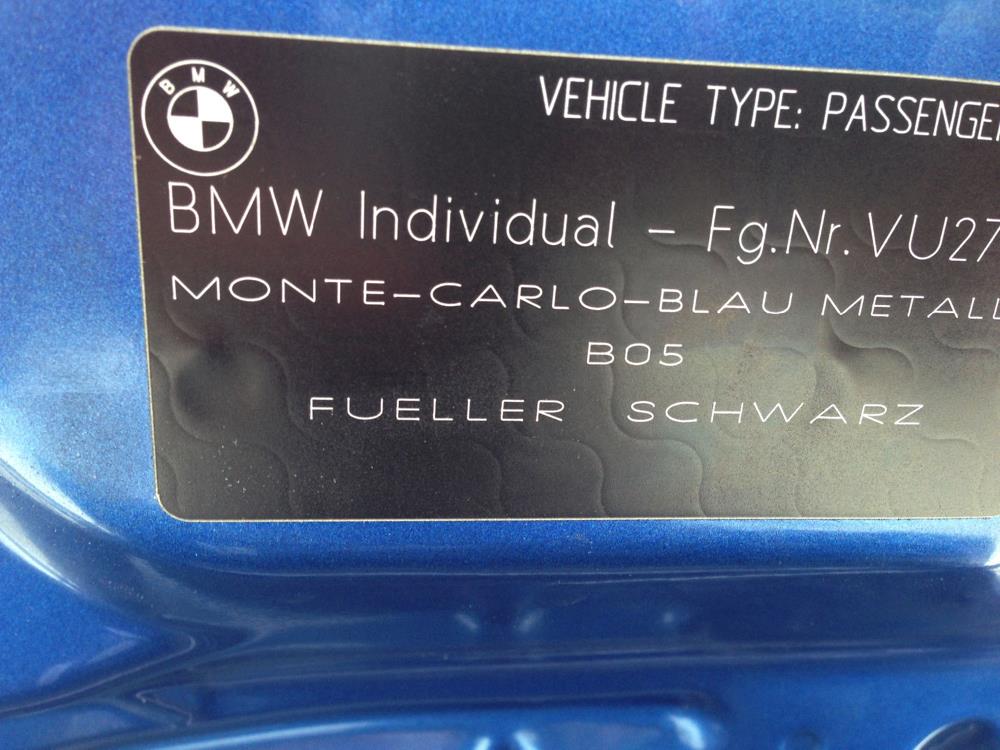 BMW
VEHICLE TYPE: PASSENGE
BMW Individual - Fg.Nr.VU27
MONTE-CARLO-BLAU METALL
B05
FUELLER SCHWARZ